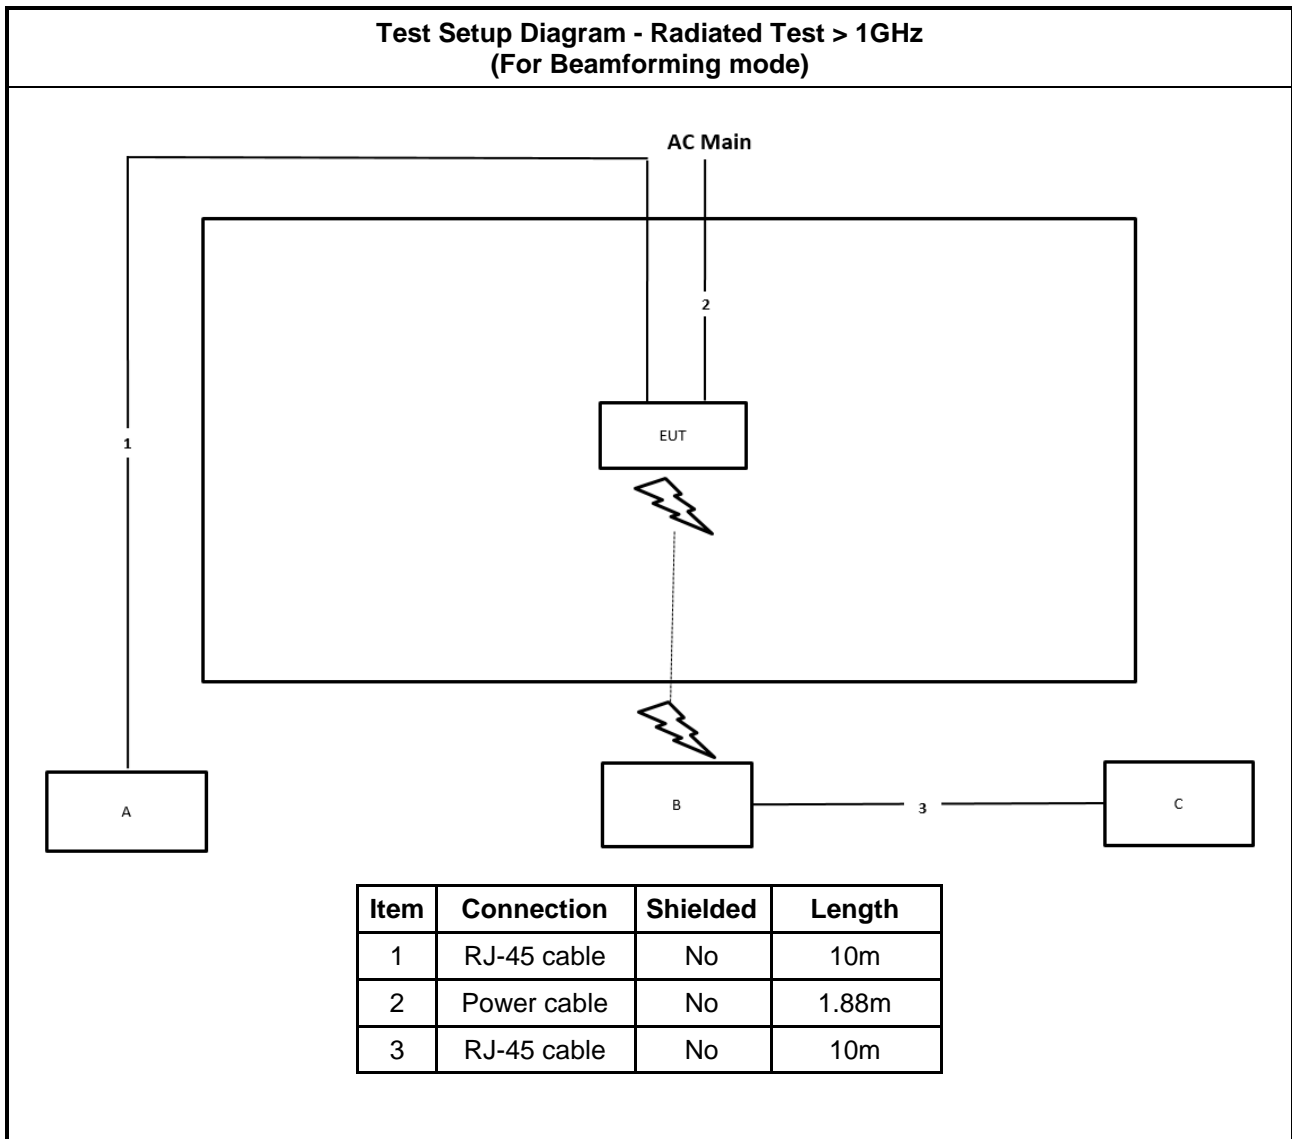 Test Setup Diagram - Radiated Test > 1GHz
(For Beamforming mode)
AC Main
2
1
EUT
A
B
3
C
Item Connection Shielded Length
1 RJ-45 cable No 10m
2 Power cable No 1.88m
3 RJ-45 cable No 10m